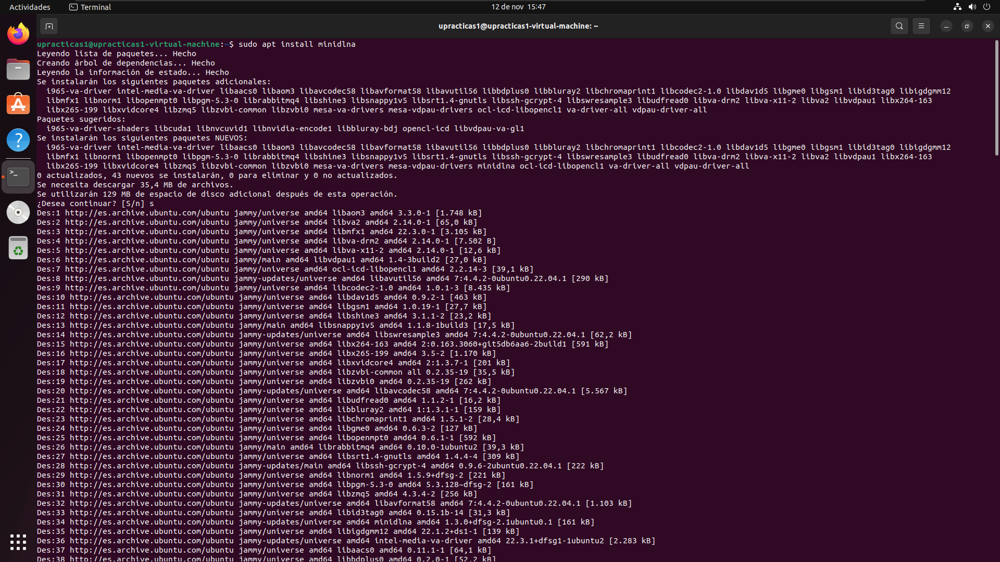 Actividades
Terminal
12 de nov 15:47
upracticas1@upracticas1-virtual-machine: ~
upracticas1@upracticas1-virtual-machine:~$ sudo apt install minidlna
Leyendo lista de paquetes... Hecho
Creando árbol de dependencias... Hecho
Leyendo la información de estado... Hecho
Se instalarán los siguientes paquetes adicionales:
  i965-va-driver intel-media-va-driver libaacs0 libaom3 libavcodec58 libavformat58 libavutil56 libbdplus0 libbluray2 libchromaprint1 libcodec2-1.0 libdav1d5 libgme0 libgsm1 libid3tag0 libigdgmm12
  libmfx1 libnorm1 libopenmpt0 libpgm-5.3-0 librabbitmq4 libshine3 libsnappy1v5 libsrt1.4-gnutls libssh-gcrypt-4 libswresample3 libudfread0 libva-drm2 libva-x11-2 libva2 libvdpau1 libx264-163
  libx265-199 libxvidcore4 libzmq5 libzvbi-common libzvbi0 mesa-va-drivers mesa-vdpau-drivers ocl-icd-libopencl1 va-driver-all vdpau-driver-all
Paquetes sugeridos:
  i965-va-driver-shaders libcuda1 libnvcuvid1 libnvidia-encode1 libbluray-bdj opencl-icd libvdpau-va-gl1
Se instalarán los siguientes paquetes NUEVOS:
  i965-va-driver intel-media-va-driver libaacs0 libaom3 libavcodec58 libavformat58 libavutil56 libbdplus0 libbluray2 libchromaprint1 libcodec2-1.0 libdav1d5 libgme0 libgsm1 libid3tag0 libigdgmm12
  libmfx1 libnorm1 libopenmpt0 libpgm-5.3-0 librabbitmq4 libshine3 libsnappy1v5 libsrt1.4-gnutls libssh-gcrypt-4 libswresample3 libudfread0 libva-drm2 libva-x11-2 libva2 libvdpau1 libx264-163
  libx265-199 libxvidcore4 libzmq5 libzvbi-common libzvbi0 mesa-va-drivers mesa-vdpau-drivers minidlna ocl-icd-libopencl1 va-driver-all vdpau-driver-all
0 actualizados, 43 nuevos se instalarán, 0 para eliminar y 0 no actualizados.
Se necesita descargar 35,4 MB de archivos.
Se utilizarán 129 MB de espacio de disco adicional después de esta operación.
¿Desea continuar? [S/n] s
Des:1 http://es.archive.ubuntu.com/ubuntu jammy/universe amd64 libaom3 amd64 3.3.0-1 [1.748 kB]
Des:2 http://es.archive.ubuntu.com/ubuntu jammy/universe amd64 libva2 amd64 2.14.0-1 [65,0 kB]
Des:3 http://es.archive.ubuntu.com/ubuntu jammy/universe amd64 libmfx1 amd64 22.3.0-1 [3.105 kB]
Des:4 http://es.archive.ubuntu.com/ubuntu jammy/universe amd64 libva-drm2 amd64 2.14.0-1 [7.502 B]
Des:5 http://es.archive.ubuntu.com/ubuntu jammy/universe amd64 libva-x11-2 amd64 2.14.0-1 [12,6 kB]
Des:6 http://es.archive.ubuntu.com/ubuntu jammy/main amd64 libvdpau1 amd64 1.4-3build2 [27,0 kB]
Des:7 http://es.archive.ubuntu.com/ubuntu jammy/universe amd64 ocl-icd-libopencl1 amd64 2.2.14-3 [39,1 kB]
Des:8 http://es.archive.ubuntu.com/ubuntu jammy-updates/universe amd64 libavutil56 amd64 7:4.4.2-0ubuntu0.22.04.1 [290 kB]
Des:9 http://es.archive.ubuntu.com/ubuntu jammy/universe amd64 libcodec2-1.0 amd64 1.0.1-3 [8.435 kB]
Des:10 http://es.archive.ubuntu.com/ubuntu jammy/universe amd64 libdav1d5 amd64 0.9.2-1 [463 kB]
Des:11 http://es.archive.ubuntu.com/ubuntu jammy/universe amd64 libgsm1 amd64 1.0.19-1 [27,7 kB]
Des:12 http://es.archive.ubuntu.com/ubuntu jammy/universe amd64 libshine3 amd64 3.1.1-2 [23,2 kB]
Des:13 http://es.archive.ubuntu.com/ubuntu jammy/main amd64 libsnappy1v5 amd64 1.1.8-1build3 [17,5 kB]
Des:14 http://es.archive.ubuntu.com/ubuntu jammy-updates/universe amd64 libswresample3 amd64 7:4.4.2-0ubuntu0.22.04.1 [62,2 kB]
Des:15 http://es.archive.ubuntu.com/ubuntu jammy/universe amd64 libx264-163 amd64 2:0.163.3060+git5db6aa6-2build1 [591 kB]
Des:16 http://es.archive.ubuntu.com/ubuntu jammy/universe amd64 libx265-199 amd64 3.5-2 [1.170 kB]
Des:17 http://es.archive.ubuntu.com/ubuntu jammy/universe amd64 libxvidcore4 amd64 2:1.3.7-1 [201 kB]
Des:18 http://es.archive.ubuntu.com/ubuntu jammy/universe amd64 libzvbi-common all 0.2.35-19 [35,5 kB]
Des:19 http://es.archive.ubuntu.com/ubuntu jammy/universe amd64 libzvbi0 amd64 0.2.35-19 [262 kB]
Des:20 http://es.archive.ubuntu.com/ubuntu jammy-updates/universe amd64 libavcodec58 amd64 7:4.4.2-0ubuntu0.22.04.1 [5.567 kB]
Des:21 http://es.archive.ubuntu.com/ubuntu jammy/universe amd64 libudfread0 amd64 1.1.2-1 [16,2 kB]
Des:22 http://es.archive.ubuntu.com/ubuntu jammy/universe amd64 libbluray2 amd64 1:1.3.1-1 [159 kB]
Des:23 http://es.archive.ubuntu.com/ubuntu jammy/universe amd64 libchromaprint1 amd64 1.5.1-2 [28,4 kB]
Des:24 http://es.archive.ubuntu.com/ubuntu jammy/universe amd64 libgme0 amd64 0.6.3-2 [127 kB]
Des:25 http://es.archive.ubuntu.com/ubuntu jammy/universe amd64 libopenmpt0 amd64 0.6.1-1 [592 kB]
Des:26 http://es.archive.ubuntu.com/ubuntu jammy/main amd64 librabbitmq4 amd64 0.10.0-1ubuntu2 [39,3 kB]
Des:27 http://es.archive.ubuntu.com/ubuntu jammy/universe amd64 libsrt1.4-gnutls amd64 1.4.4-4 [309 kB]
Des:28 http://es.archive.ubuntu.com/ubuntu jammy-updates/main amd64 libssh-gcrypt-4 amd64 0.9.6-2ubuntu0.22.04.1 [222 kB]
Des:29 http://es.archive.ubuntu.com/ubuntu jammy/universe amd64 libnorm1 amd64 1.5.9+dfsg-2 [221 kB]
Des:30 http://es.archive.ubuntu.com/ubuntu jammy/universe amd64 libpgm-5.3-0 amd64 5.3.128~dfsg-2 [161 kB]
Des:31 http://es.archive.ubuntu.com/ubuntu jammy/universe amd64 libzmq5 amd64 4.3.4-2 [256 kB]
Des:32 http://es.archive.ubuntu.com/ubuntu jammy-updates/universe amd64 libavformat58 amd64 7:4.4.2-0ubuntu0.22.04.1 [1.103 kB]
Des:33 http://es.archive.ubuntu.com/ubuntu jammy/universe amd64 libid3tag0 amd64 0.15.1b-14 [31,3 kB]
Des:34 http://es.archive.ubuntu.com/ubuntu jammy-updates/universe amd64 minidlna amd64 1.3.0+dfsg-2.1ubuntu0.1 [161 kB]
Des:35 http://es.archive.ubuntu.com/ubuntu jammy/universe amd64 libigdgmm12 amd64 22.1.2+ds1-1 [139 kB]
Des:36 http://es.archive.ubuntu.com/ubuntu jammy-updates/universe amd64 intel-media-va-driver amd64 22.3.1+dfsg1-1ubuntu2 [2.283 kB]
Des:37 http://es.archive.ubuntu.com/ubuntu jammy/universe amd64 libaacs0 amd64 0.11.1-1 [64,1 kB]
Des:38 http://es.archive.ubuntu.com/ubuntu jammy/universe amd64 libbdplus0 amd64 0.2.0-1 [52,2 kB]